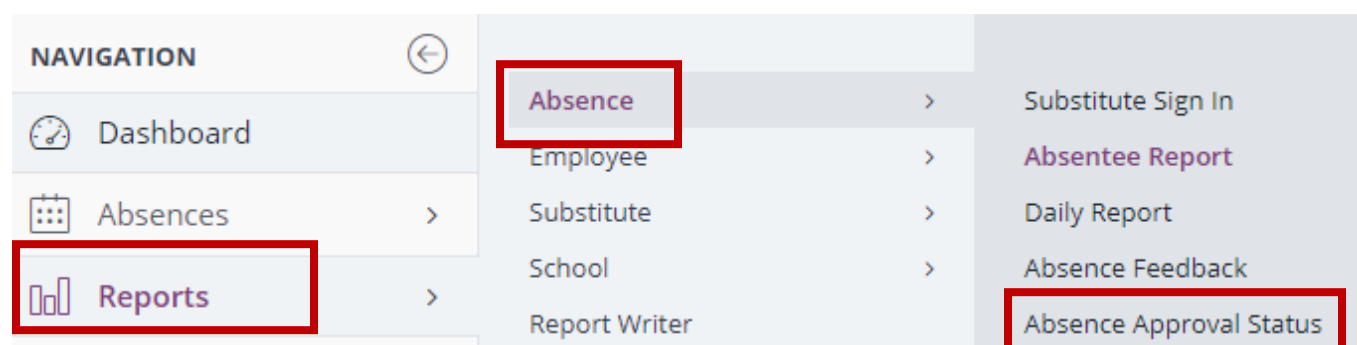 NAVIGATION
Dashboard
Absences
Reports
Absence
Employee
Substitute
School
Report Writer
Substitute Sign In
Absentee Report
Daily Report
Absence Feedback
Absence Approval Status